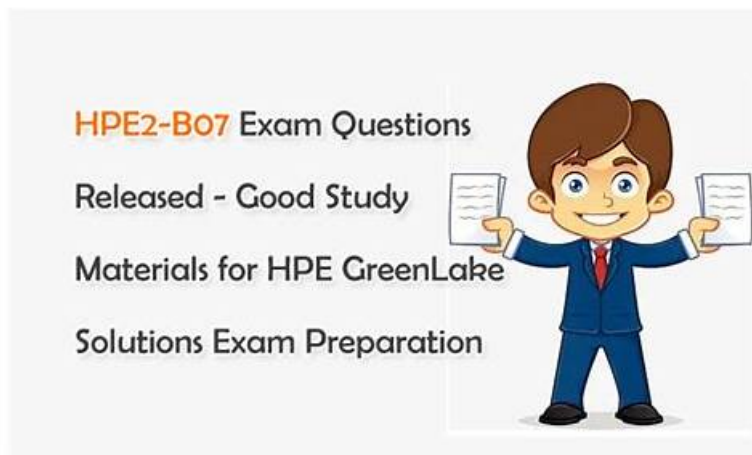 HPE2-B07 Exam Questions
Released - Good Study
Materials for HPE GreenLake
Solutions Exam Preparation